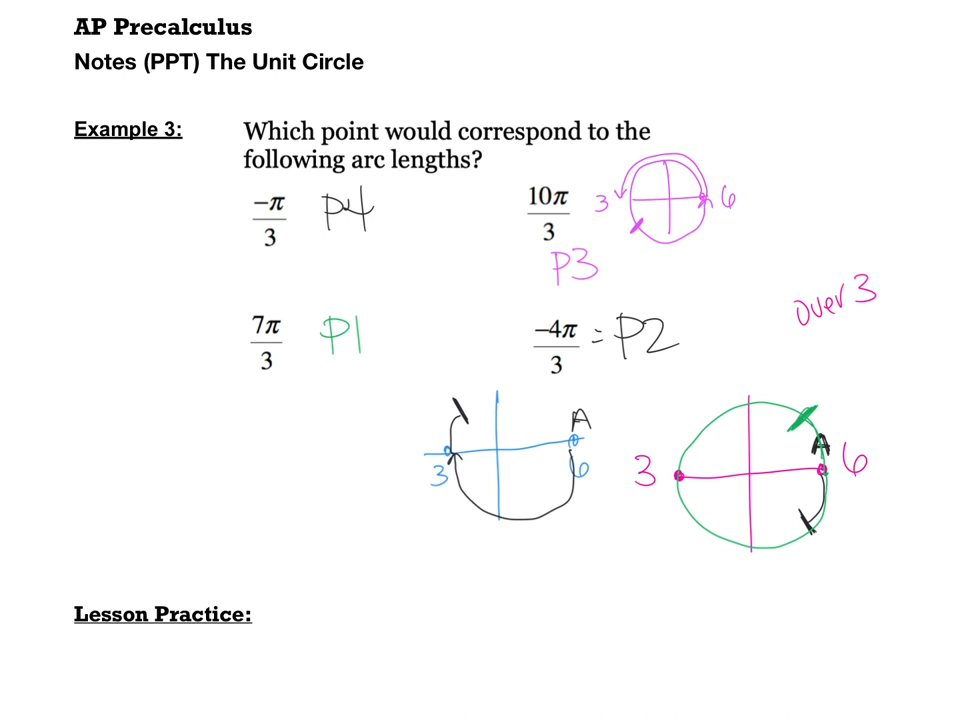 AP Precalculus
Notes (PPT) The Unit Circle
Example 3: Which point would correspond to the
following arc lengths?
−π/3 P4
10π/3 3 6
P3
over 3
7π/3 P1
−4π/3 = P2
A
3 6
A
3 6
Lesson Practice: